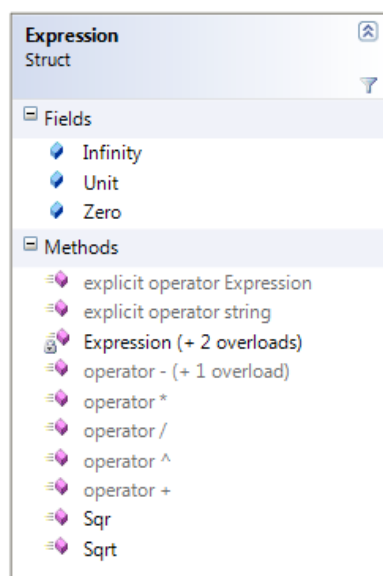 Expression
Struct
Fields
Infinity
Unit
Zero
Methods
explicit operator Expression
explicit operator string
Expression (+ 2 overloads)
operator - (+ 1 overload)
operator *
operator /
operator ^
operator +
Sqr
Sqrt